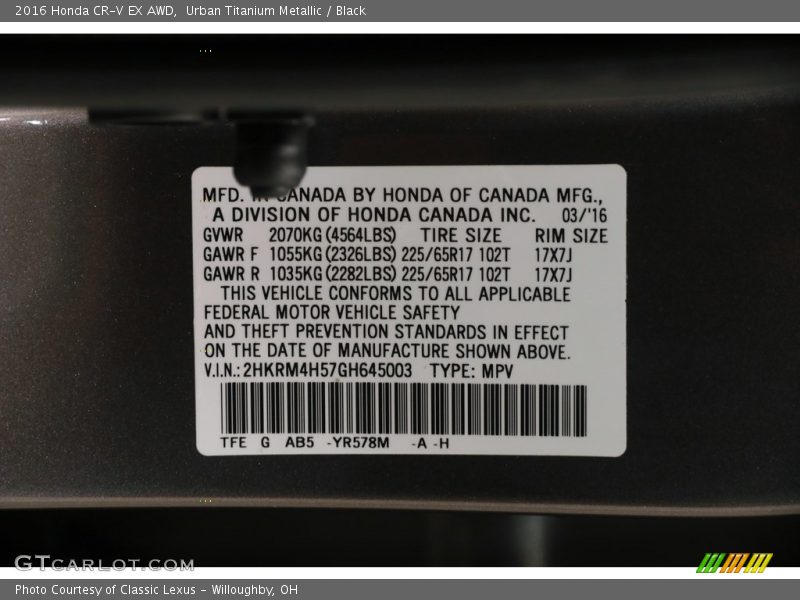 2016 Honda CR-V EX AWD, Urban Titanium Metallic / Black
MFD. IN CANADA BY HONDA OF CANADA MFG.,
A DIVISION OF HONDA CANADA INC. 03/'16
GVWR 2070KG(4564LBS) TIRE SIZE RIM SIZE
GAWR F 1055KG(2326LBS) 225/65R17 102T 17X7J
GAWR R 1035KG(2282LBS) 225/65R17 102T 17X7J
THIS VEHICLE CONFORMS TO ALL APPLICABLE
FEDERAL MOTOR VEHICLE SAFETY
AND THEFT PREVENTION STANDARDS IN EFFECT
ON THE DATE OF MANUFACTURE SHOWN ABOVE.
V.I.N.: 2HKRM4H57GH645003 TYPE: MPV
TFE G AB5 -YR578M -A -H
GTCARLOT.COM
Photo Courtesy of Classic Lexus - Willoughby, OH